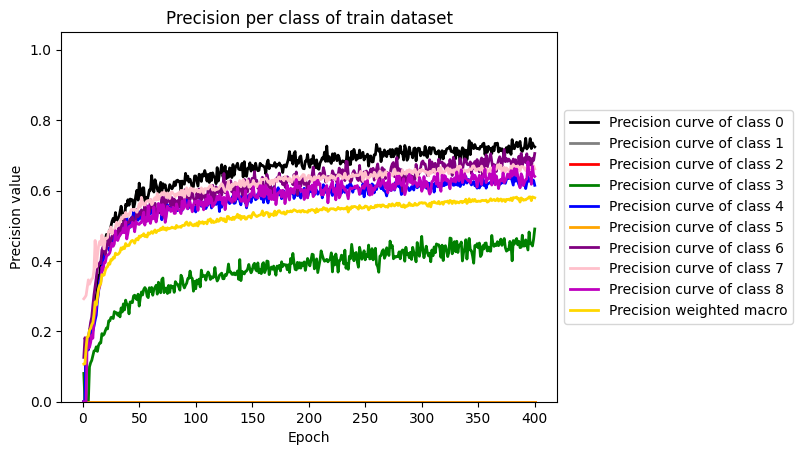 Precision per class of train dataset
Precision value
1.0
0.8
0.6
0.4
0.2
0.0
0
50
100
150
200
250
300
350
400
Epoch
Precision curve of class 0
Precision curve of class 1
Precision curve of class 2
Precision curve of class 3
Precision curve of class 4
Precision curve of class 5
Precision curve of class 6
Precision curve of class 7
Precision curve of class 8
Precision weighted macro